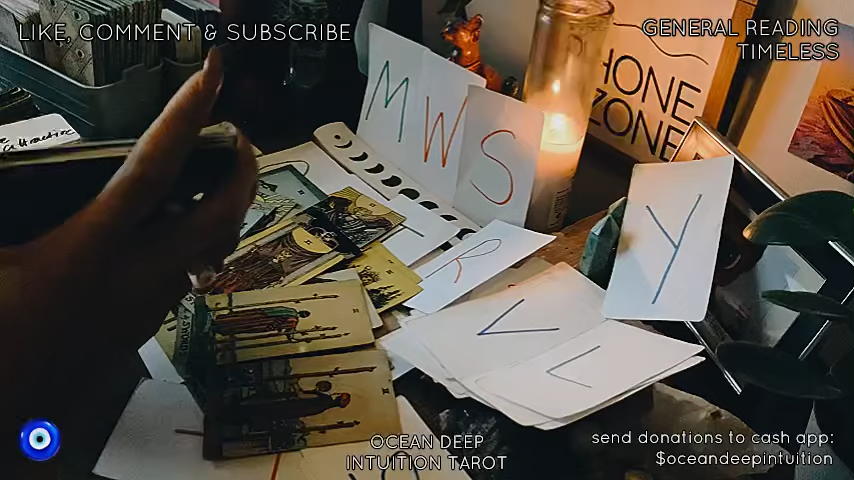 LIKE, COMMENT & SUBSCRIBE
GENERAL READING
TIMELESS
HONE
ZONE
M
W
S
Y
R
V
L
OCEAN DEEP
INTUITION TAROT
send donations to cash app:
$oceandeepintuition